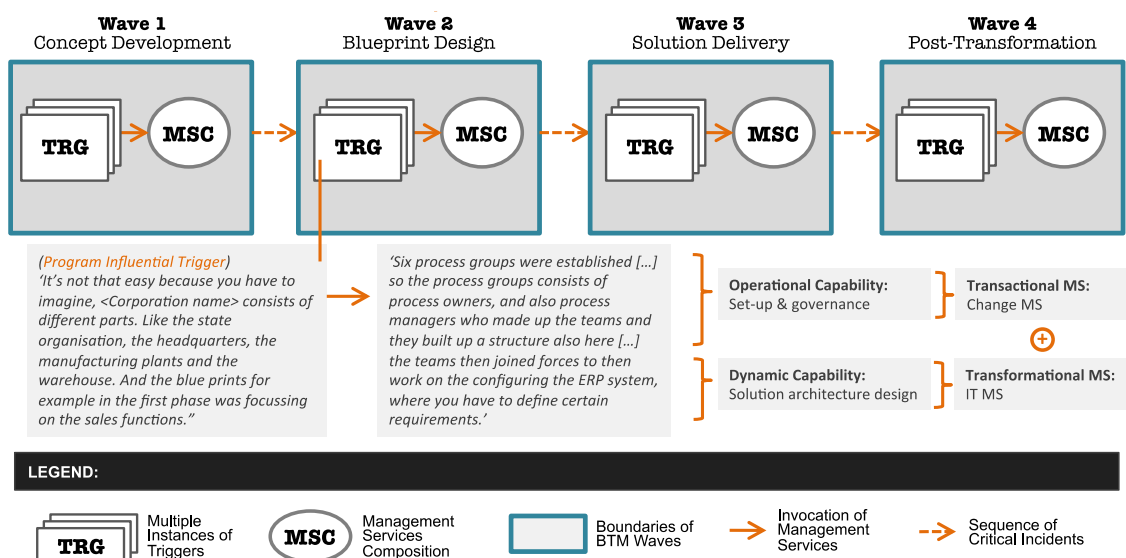 Wave 1
Concept Development
Wave 2
Blueprint Design
Wave 3
Solution Delivery
Wave 4
Post-Transformation
TRG
MSC
TRG
MSC
TRG
MSC
TRG
MSC
(Program Influential Trigger)
‘It’s not that easy because you have to
imagine, <Corporation name> consists of
different parts. Like the state
organisation, the headquarters, the
manufacturing plants and the
warehouse. And the blue prints for
example in the first phase was focussing
on the sales functions.”
‘Six process groups were established […]
so the process groups consists of
process owners, and also process
managers who made up the teams and
they built up a structure also here […]
the teams then joined forces to then
work on the configuring the ERP system,
where you have to define certain
requirements.’
Operational Capability:
Set-up & governance
Transactional MS:
Change MS
+
Dynamic Capability:
Solution architecture design
Transformational MS:
IT MS
LEGEND:
TRG
Multiple
Instances of
Triggers
MSC
Management
Services
Composition
Boundaries of
BTM Waves
Invocation of
Management
Services
Sequence of
Critical Incidents